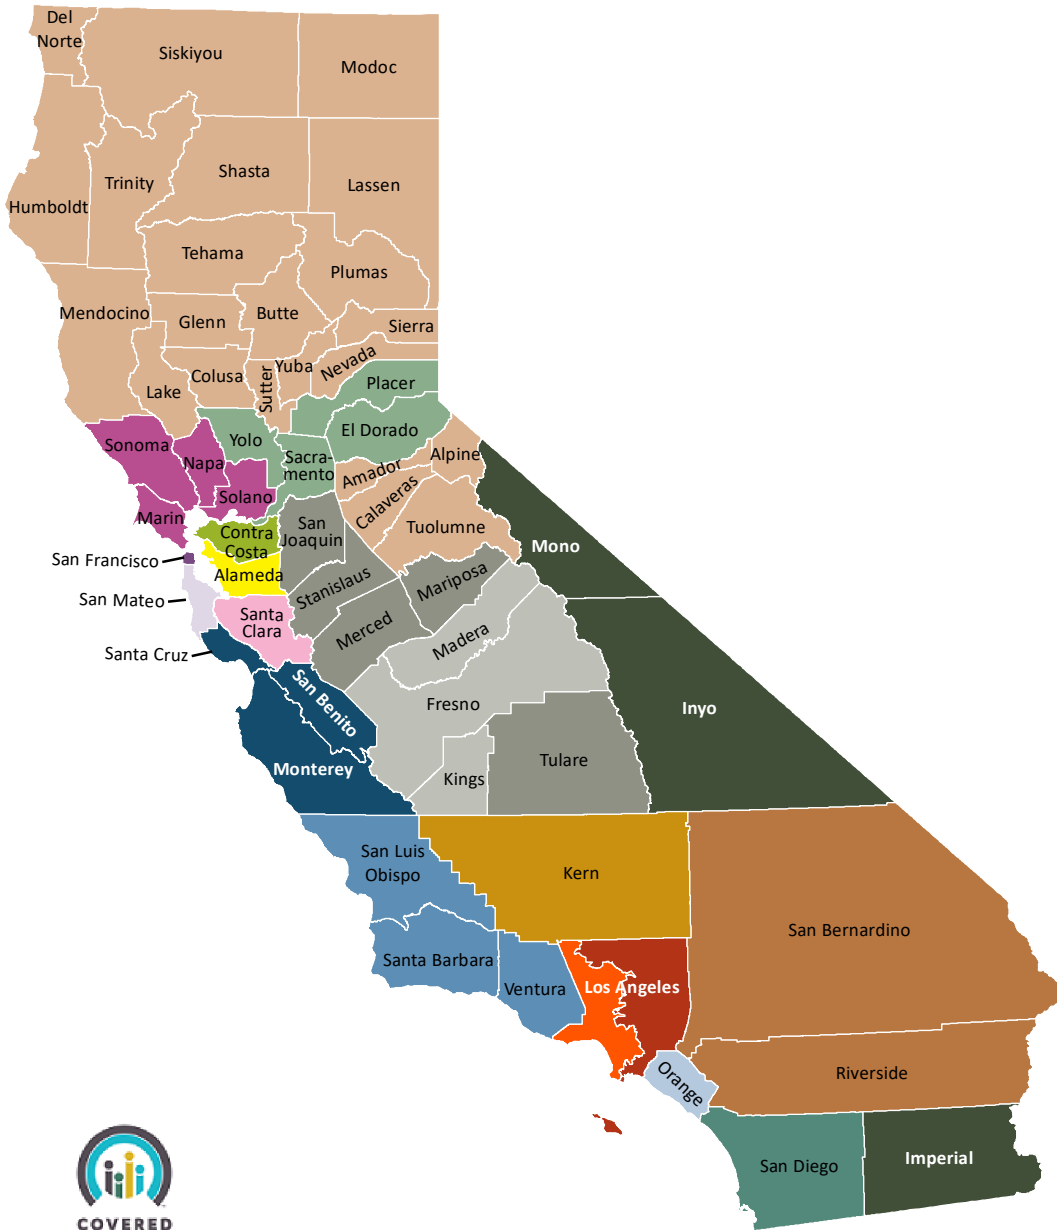 Del
Norte
Siskiyou
Modoc
Shasta
Trinity
Lassen
Humboldt
Tehama
Plumas
Mendocino
Glenn
Butte
Sierra
Nevada
Yuba
Colusa
Sutter
Lake
Placer
El Dorado
Yolo
Sonoma
Napa
Sacra-
mento
Alpine
Amador
Solano
Calaveras
Marin
Tuolumne
San
Joaquin
Contra
Costa
Mono
San Francisco
Alameda
Stanislaus
Mariposa
San Mateo
Santa
Clara
Merced
Madera
Santa Cruz
San Benito
Fresno
Inyo
Monterey
Kings
Tulare
San Luis
Obispo
Kern
San Bernardino
Santa Barbara
Ventura
Los Angeles
Orange
Riverside
San Diego
Imperial
COVERED